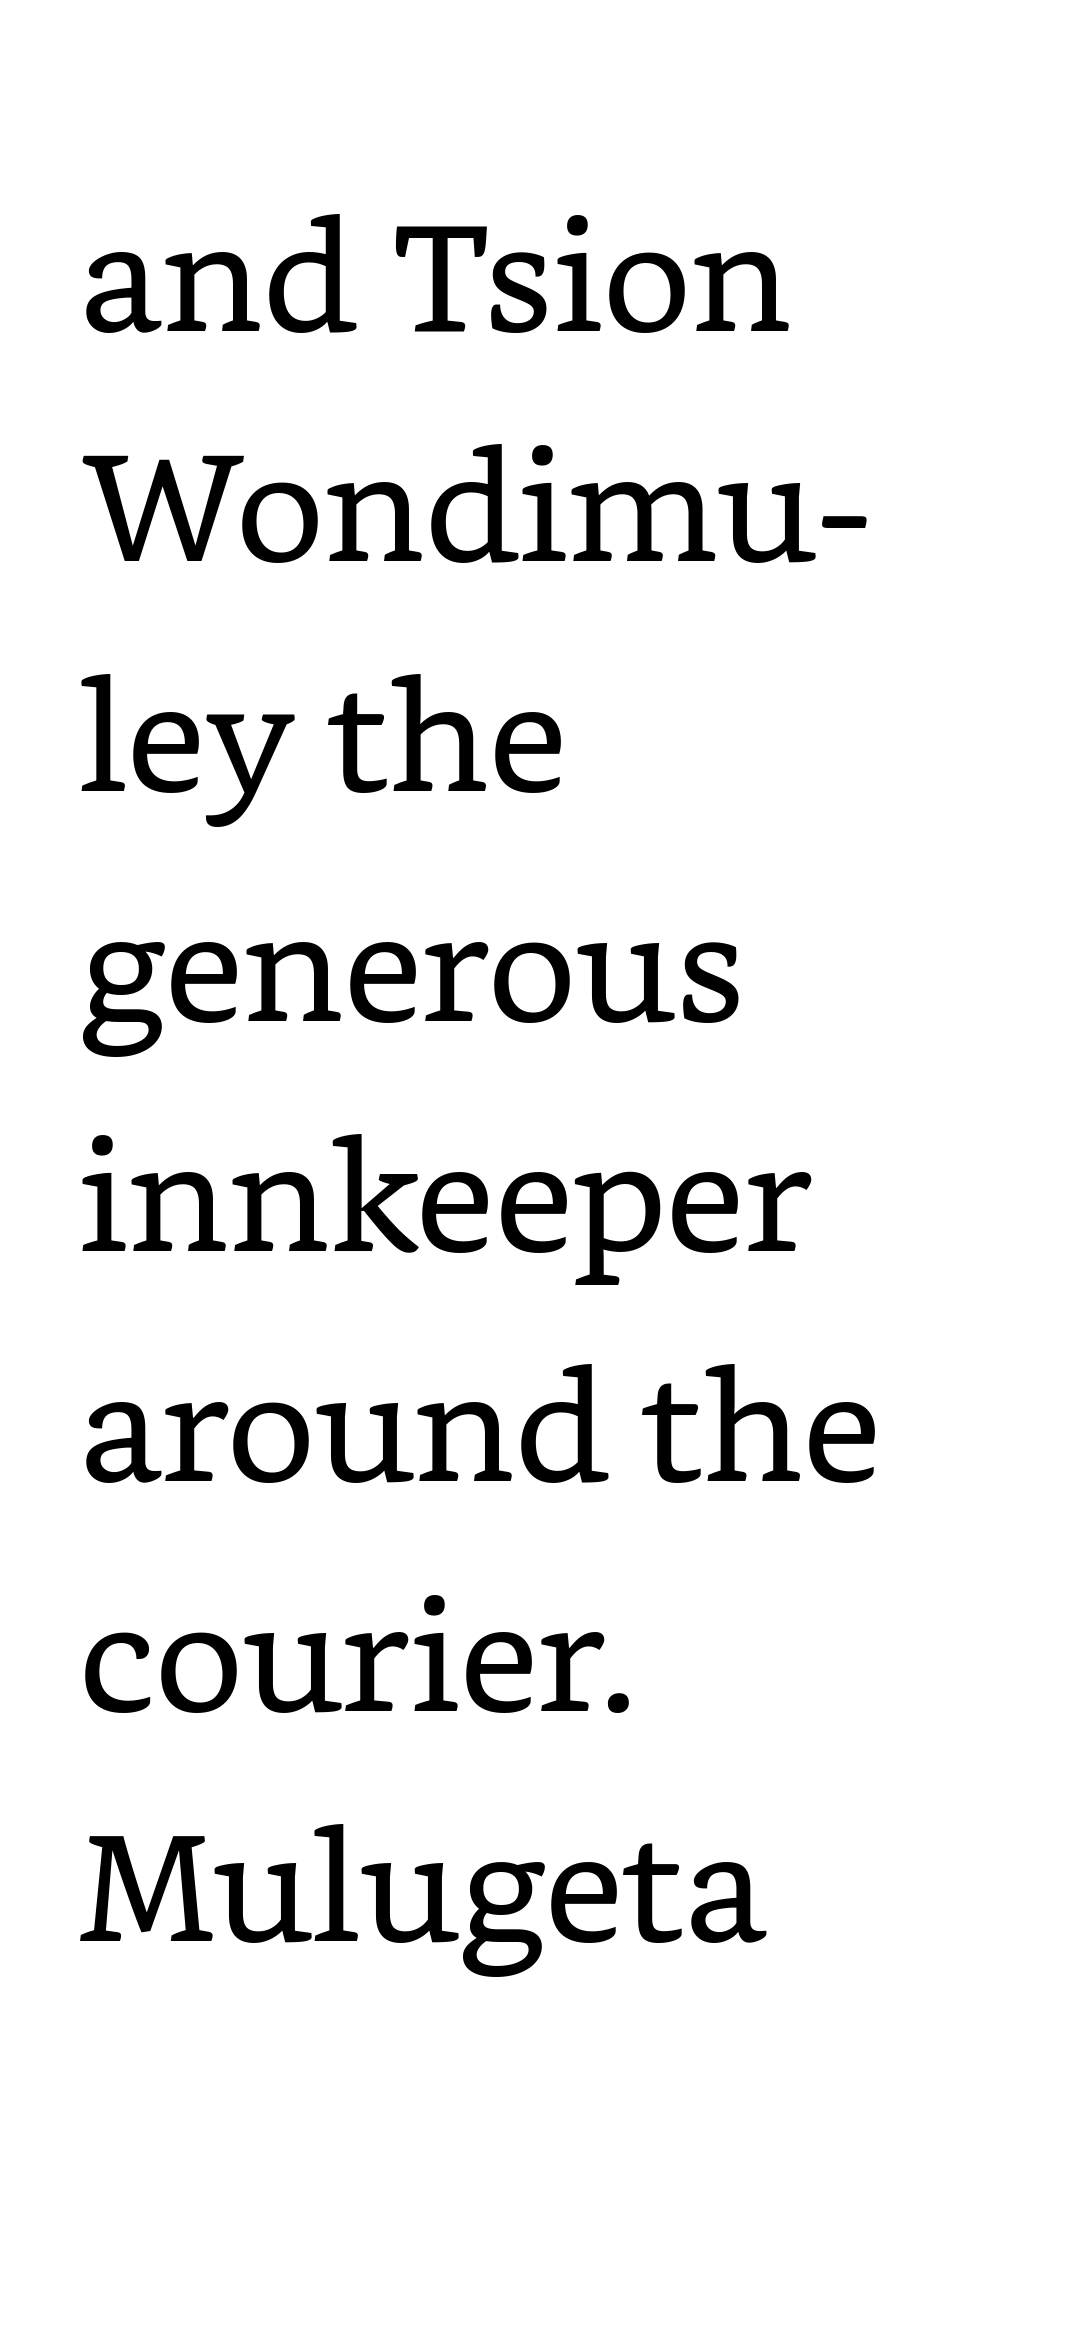 and Tsion
Wondimu-
ley the
generous
innkeeper
around the
courier.
Mulugeta